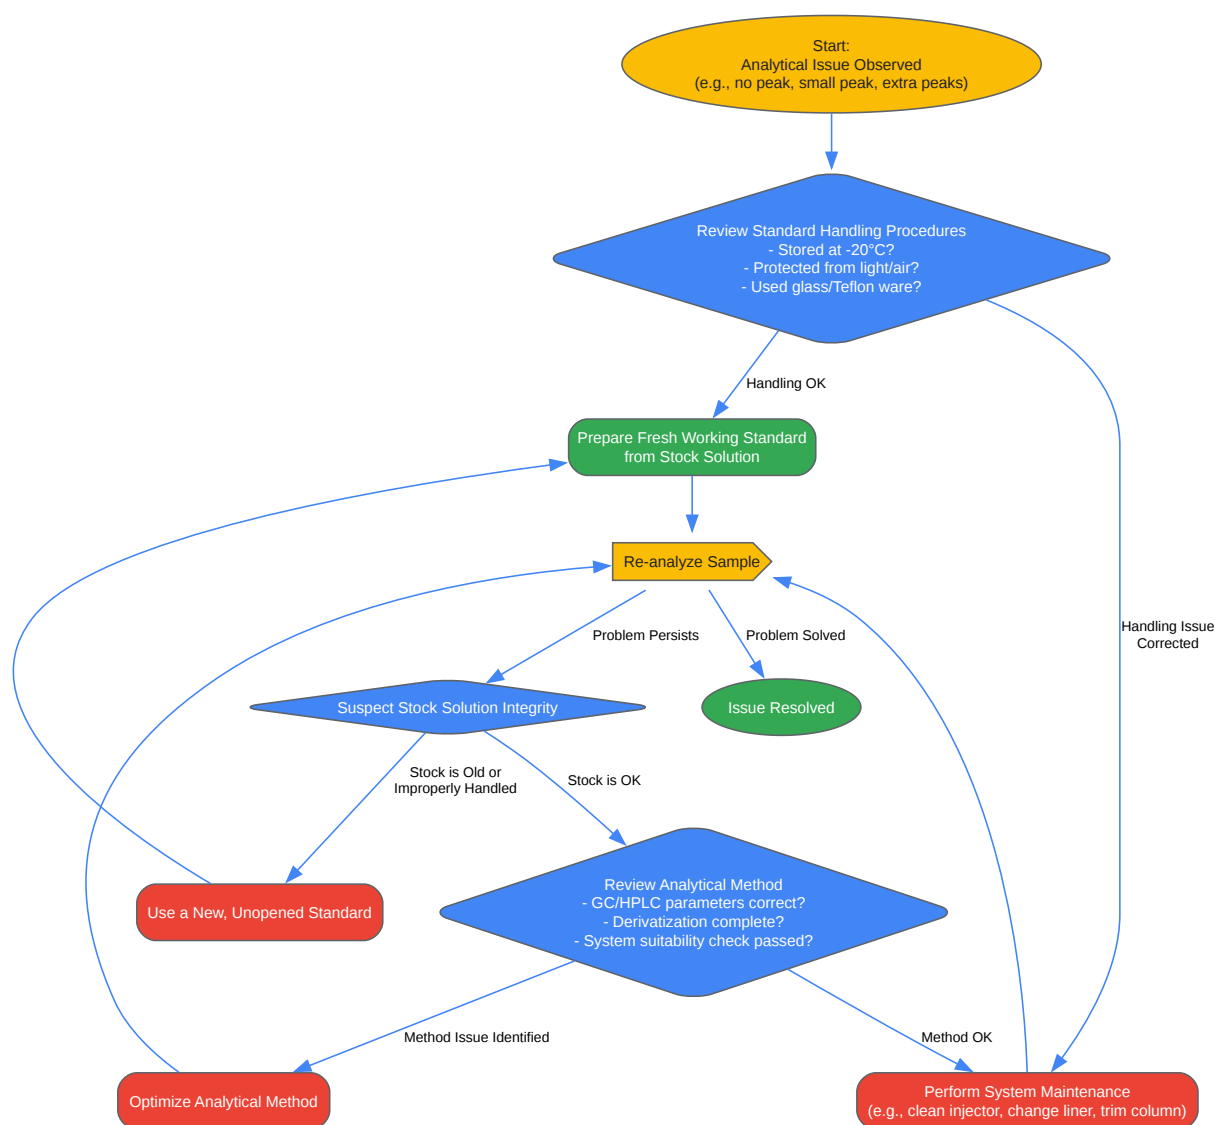 Start:
Analytical Issue Observed
(e.g., no peak, small peak, extra peaks)
Review Standard Handling Procedures
- Stored at -20°C?
- Protected from light/air?
- Used glass/Teflon ware?
Handling OK
Prepare Fresh Working Standard
from Stock Solution
Re-analyze Sample
Handling Issue
Corrected
Problem Persists
Problem Solved
Suspect Stock Solution Integrity
Issue Resolved
Stock is Old or
Improperly Handled
Stock is OK
Review Analytical Method
- GC/HPLC parameters correct?
- Derivatization complete?
- System suitability check passed?
Use a New, Unopened Standard
Method Issue Identified
Method OK
Optimize Analytical Method
Perform System Maintenance
(e.g., clean injector, change liner, trim column)